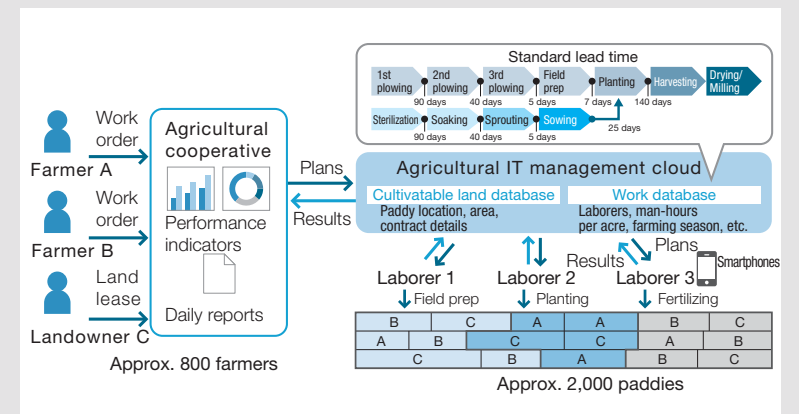 Standard lead time
1st plowing
2nd plowing
3rd plowing
Field prep
Planting
Harvesting
Drying/ Milling
90 days
40 days
5 days
7 days
140 days
Sterilization
Soaking
Sprouting
Sowing
90 days
40 days
5 days
25 days
Work order
Farmer A
Work order
Farmer B
Land lease
Landowner C
Agricultural cooperative
Performance indicators
Daily reports
Approx. 800 farmers
Plans
Results
Agricultural IT management cloud
Cultivatable land database
Paddy location, area,
contract details
Work database
Laborers, man-hours
per acre, farming season, etc.
Laborer 1
Laborer 2
Results
Plans
Laborer 3
Smartphones
Field prep
Planting
Fertilizing
B C A A B C
A B C C A B
C B A B C
Approx. 2,000 paddies